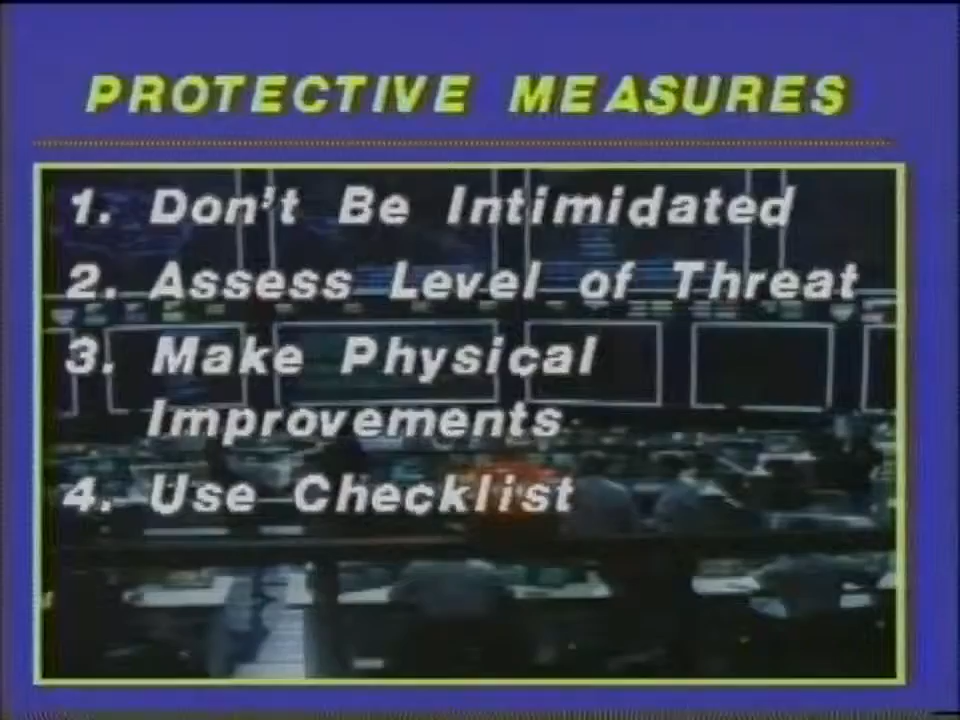 PROTECTIVE MEASURES
1. Don't Be Intimidated
2. Assess Level of Threat
3. Make Physical
Improvements
4. Use Checklist